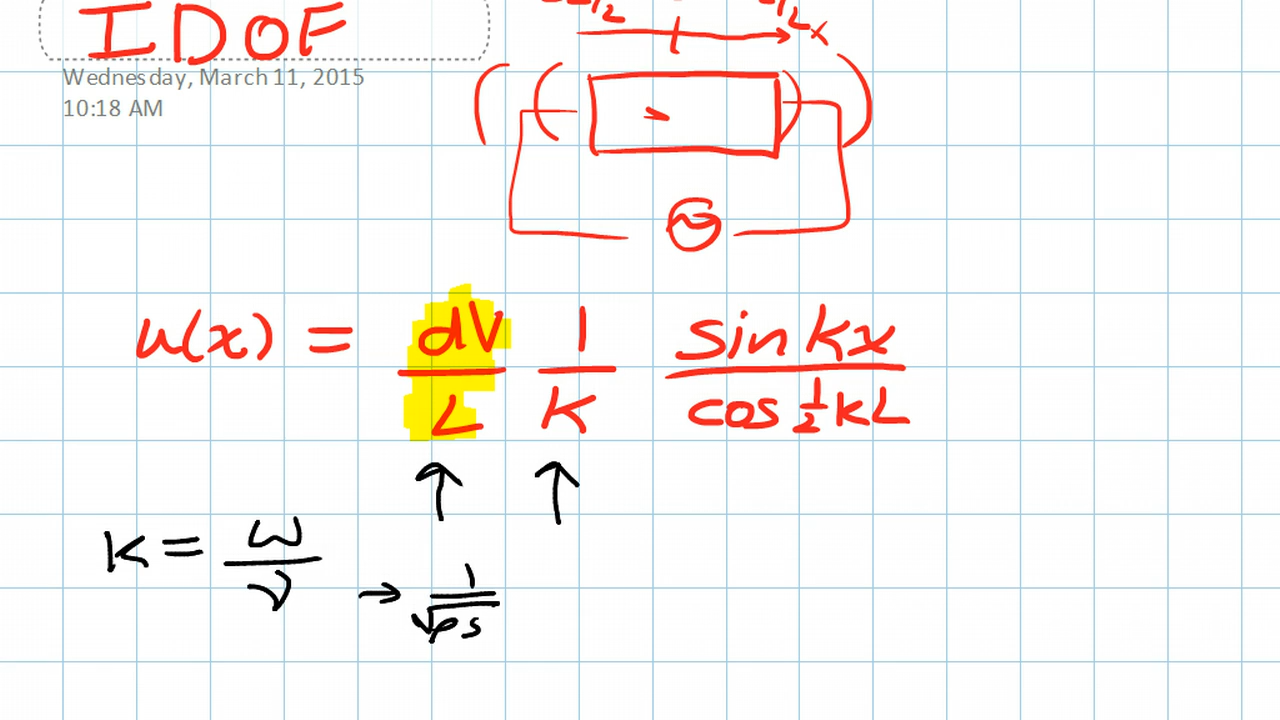 IDOF
Wednesday, March 11, 2015
10:18 AM
x
u(x) = dV/L 1/K sin kx / cos ½kL
↑ ↑
K = ω/v → 1/√ρs